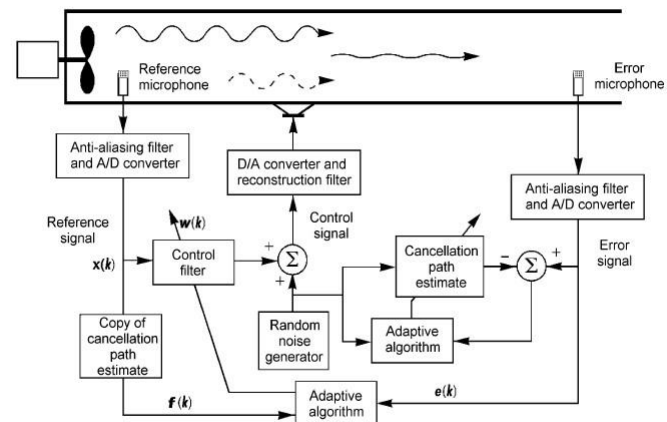 Reference
microphone
Error
microphone
Anti-aliasing filter
and A/D converter
D/A converter and
reconstruction filter
Anti-aliasing filter
and A/D converter
Reference
signal
w(k)
Control
signal
Error
signal
x(k)
Control
filter
+
Σ
+
Cancellation
path
estimate
−
Σ
+
Copy of
cancellation
path
estimate
Random
noise
generator
Adaptive
algorithm
f(k)
Adaptive
algorithm
e(k)